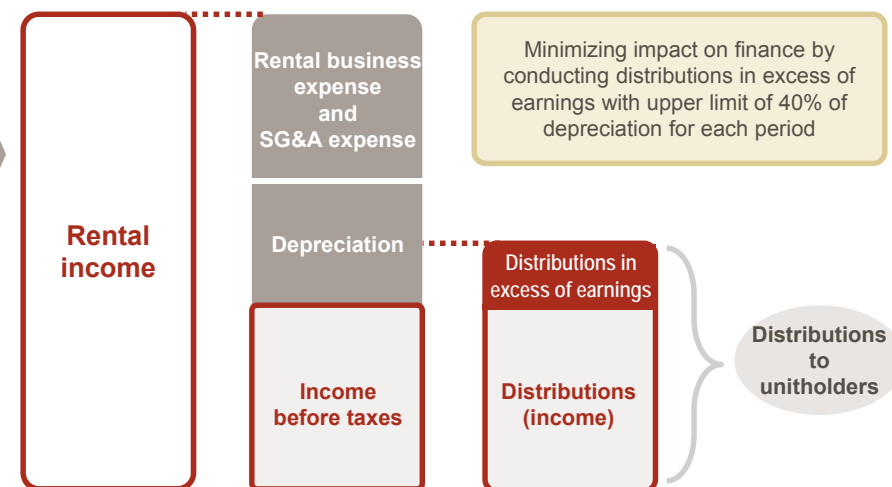 Rental
income
Rental business
expense
and
SG&A expense
Depreciation
Income
before taxes
Minimizing impact on finance by
conducting distributions in excess of
earnings with upper limit of 40% of
depreciation for each period
Distributions in
excess of earnings
Distributions
(income)
Distributions
to
unitholders